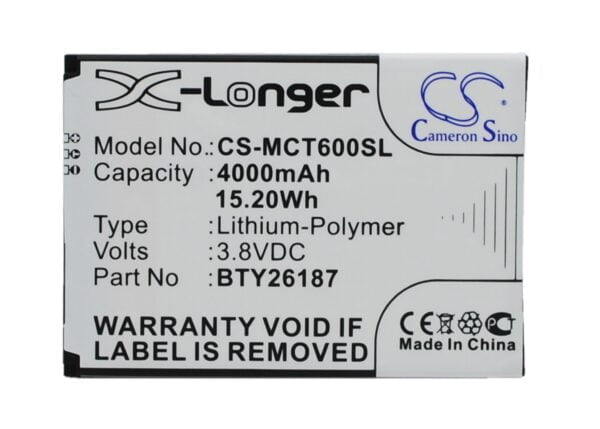 X-Longer
CS
Cameron Sino
Model No.: CS-MCT600SL
Capacity : 4000mAh
15.20Wh
Type : Lithium-Polymer
Volts : 3.8VDC
Part No : BTY26187
WARRANTY VOID IF
LABEL IS REMOVED
CE
Made In China